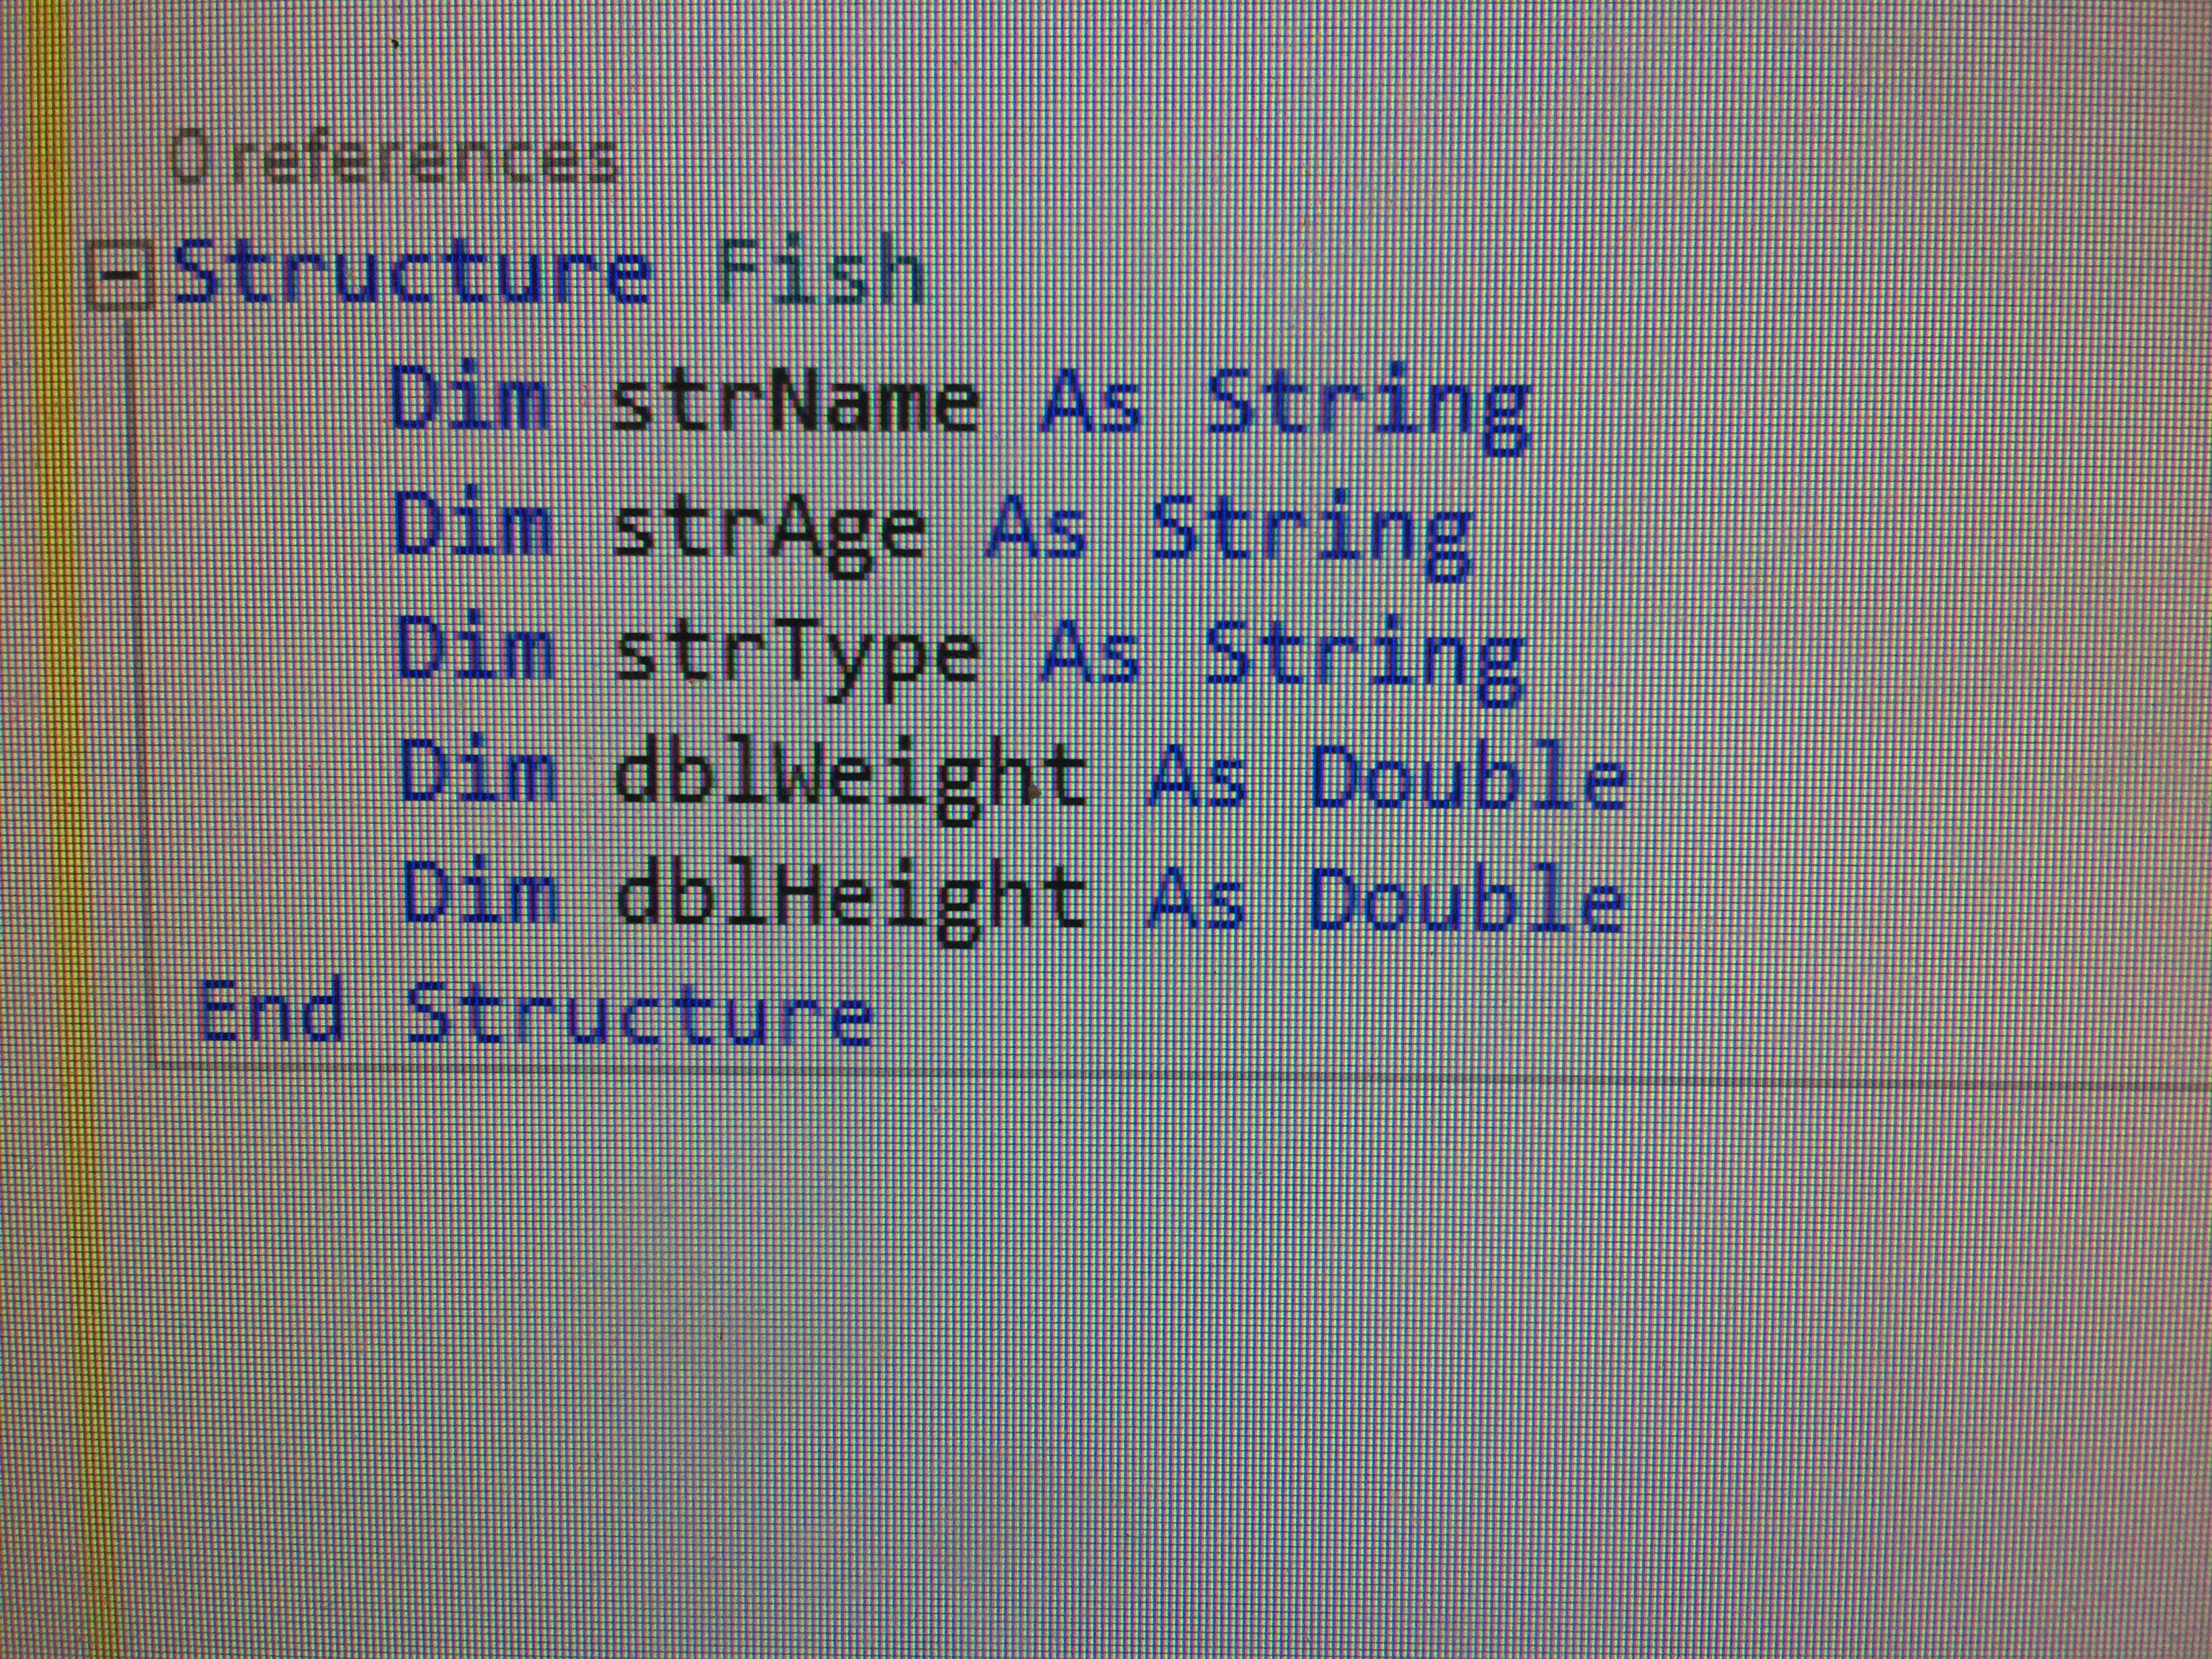 0 references
Structure Fish
Dim strName As String
Dim strAge As String
Dim strType As String
Dim dblWeight As Double
Dim dblHeight As Double
End Structure